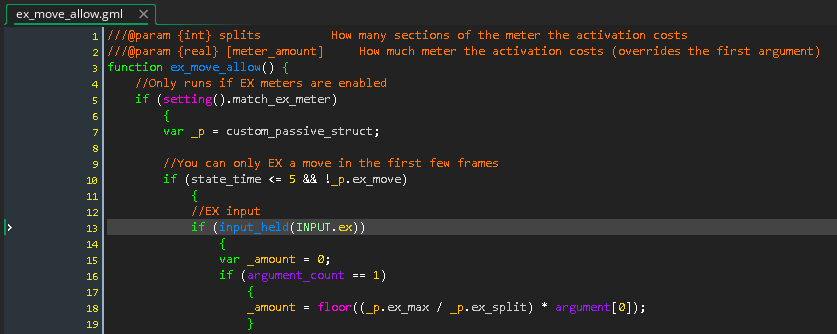 ex_move_allow.gml ×
1 ///@param {int} splits How many sections of the meter the activation costs
2 ///@param {real} [meter_amount] How much meter the activation costs (overrides the first argument)
3 function ex_move_allow() {
4 //Only runs if EX meters are enabled
5 if (setting().match_ex_meter)
6 {
7 var _p = custom_passive_struct;
8
9 //You can only EX a move in the first few frames
10 if (state_time <= 5 && !_p.ex_move)
11 {
12 //EX input
13 if (input_held(INPUT.ex))
14 {
15 var _amount = 0;
16 if (argument_count == 1)
17 {
18 _amount = floor((_p.ex_max / _p.ex_split) * argument[0]);
19 }